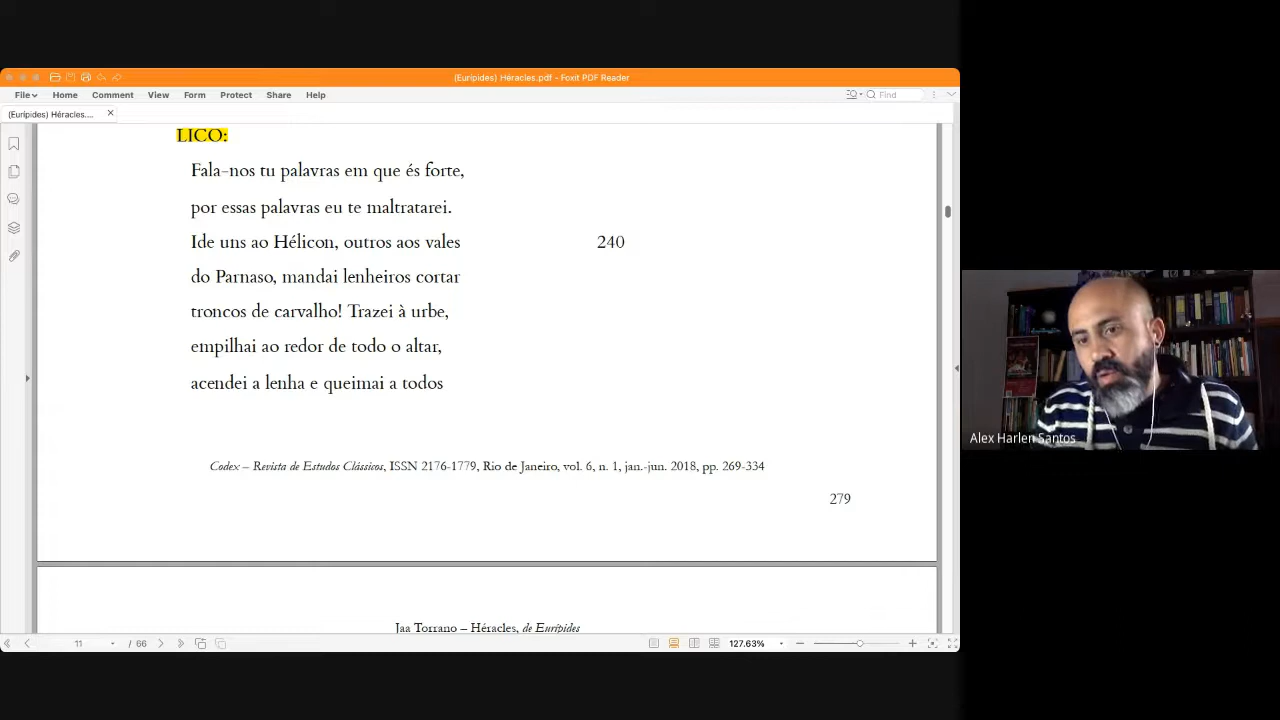 (Eurípides) Héracles.pdf - Foxit PDF Reader
File Home Comment View Form Protect Share Help
Find
(Eurípides) Héracles....
LICO:
Fala-nos tu palavras em que és forte,
por essas palavras eu te maltratarei.
Ide uns ao Hélicon, outros aos vales
240
do Parnaso, mandai lenheiros cortar
troncos de carvalho! Trazei à urbe,
empilhai ao redor de todo o altar,
acendei a lenha e queimai a todos
Codex – Revista de Estudos Clássicos, ISSN 2176-1779, Rio de Janeiro, vol. 6, n. 1, jan.-jun. 2018, pp. 269-334
279
Jaa Torrano – Héracles, de Eurípides
11 / 66
127.63%
Alex Harlen Santos